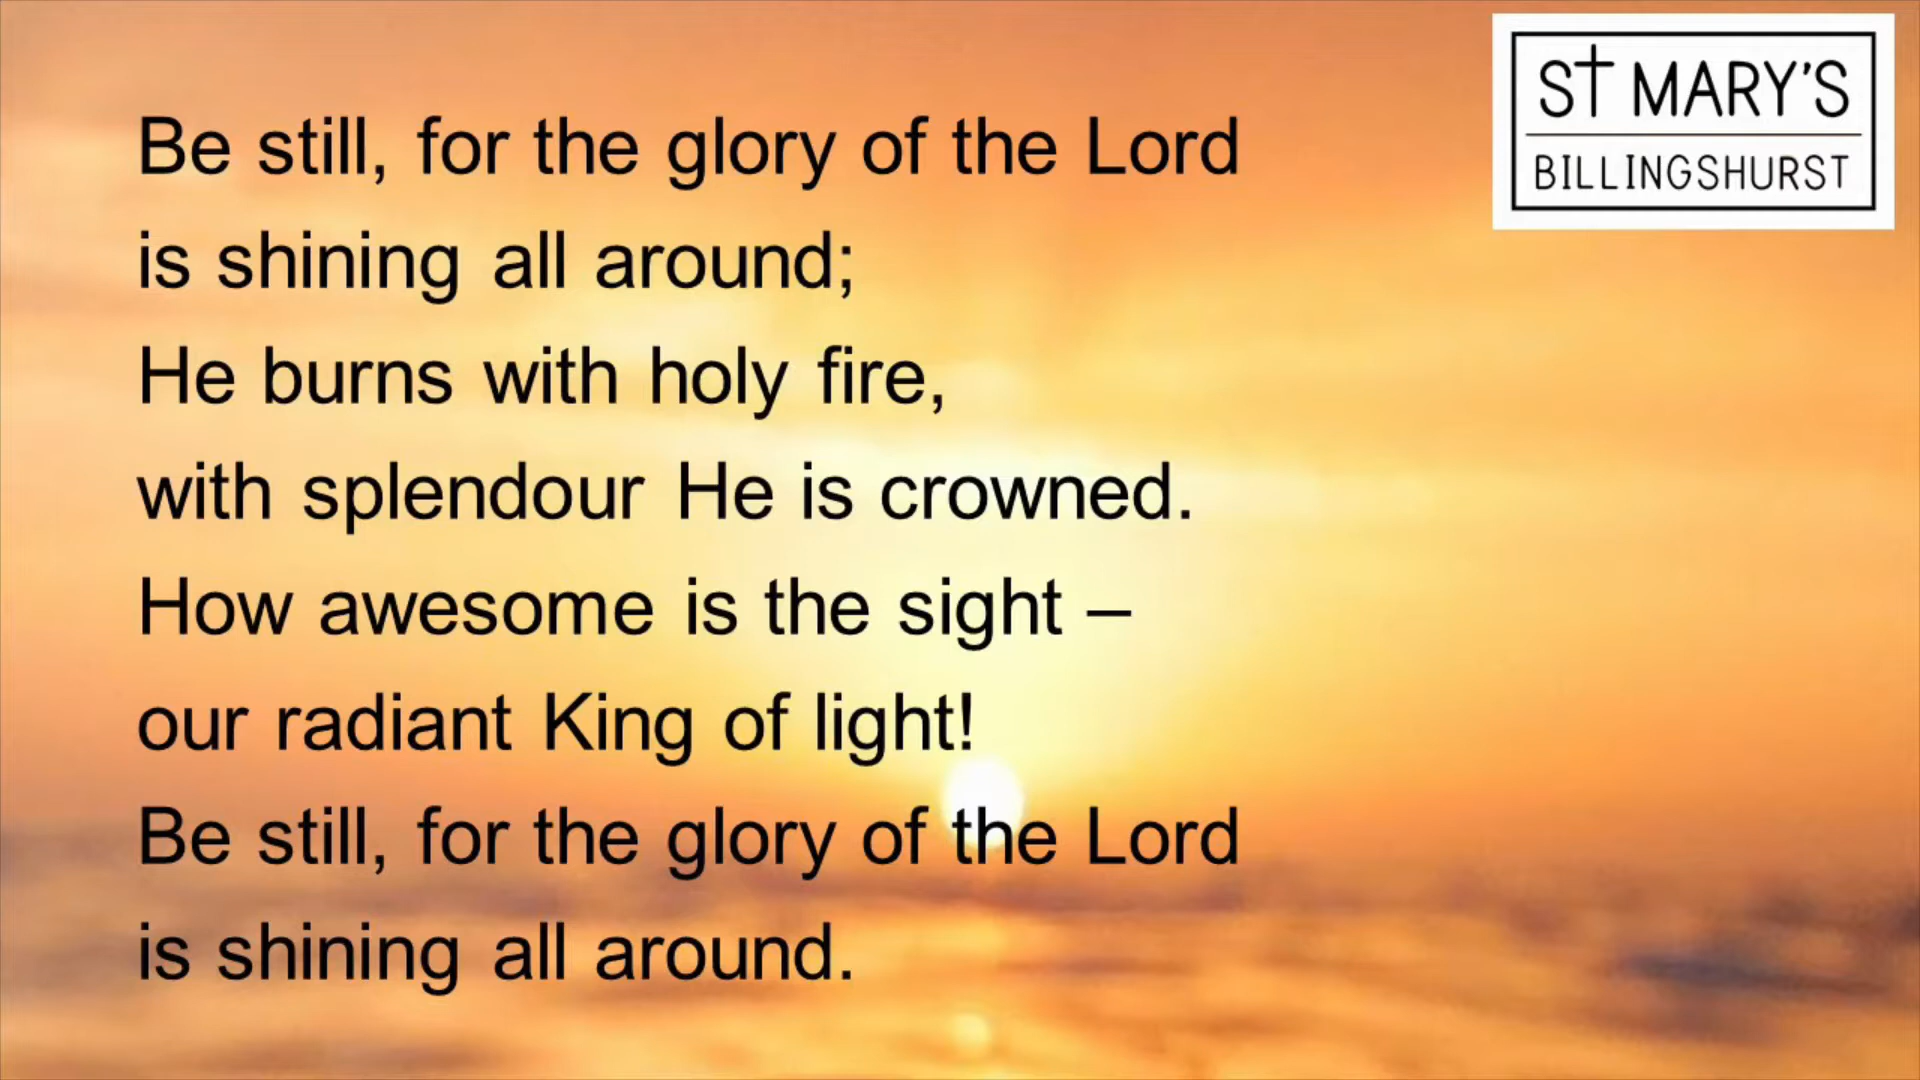 Be still, for the glory of the Lord
is shining all around;
He burns with holy fire,
with splendour He is crowned.
How awesome is the sight –
our radiant King of light!
Be still, for the glory of the Lord
is shining all around.
ST MARY'S
BILLINGSHURST